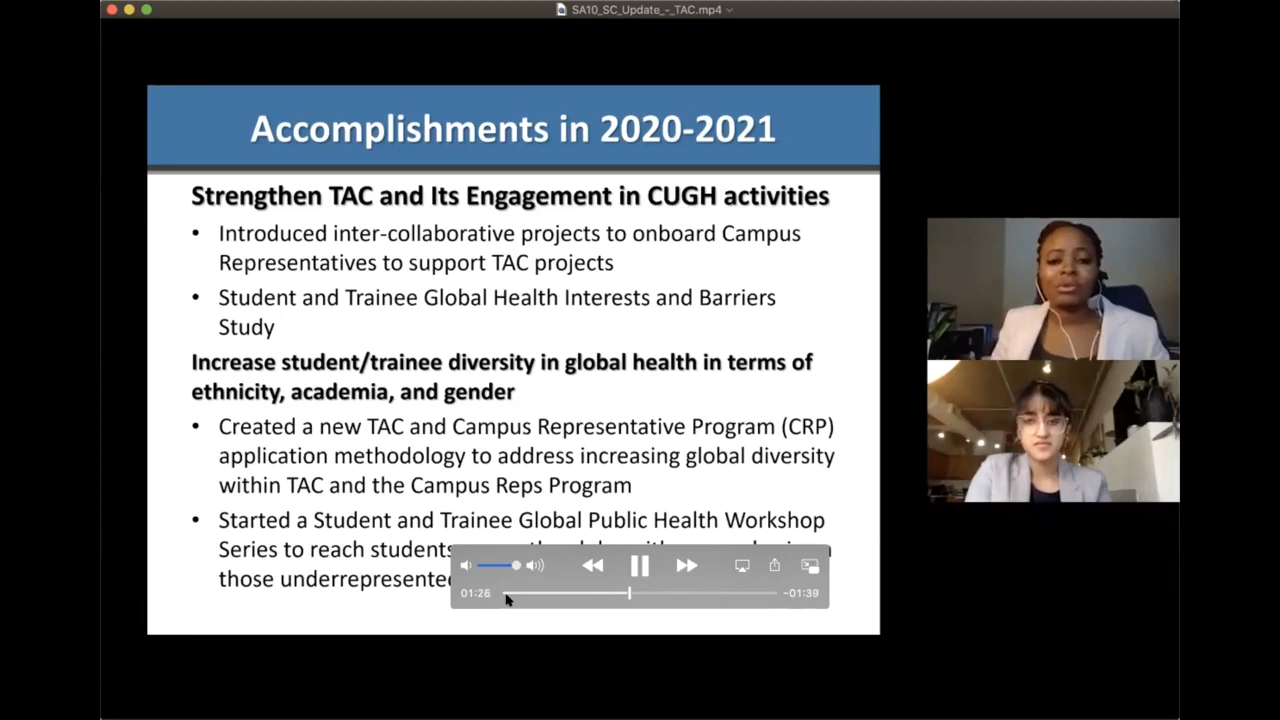 SA10_SC_Update_-_TAC.mp4
Accomplishments in 2020-2021
Strengthen TAC and Its Engagement in CUGH activities
• Introduced inter-collaborative projects to onboard Campus
Representatives to support TAC projects
• Student and Trainee Global Health Interests and Barriers
Study
Increase student/trainee diversity in global health in terms of
ethnicity, academia, and gender
• Created a new TAC and Campus Representative Program (CRP)
application methodology to address increasing global diversity
within TAC and the Campus Reps Program
• Started a Student and Trainee Global Public Health Workshop
Series to reach students
those underrepresented
01:26
-01:39